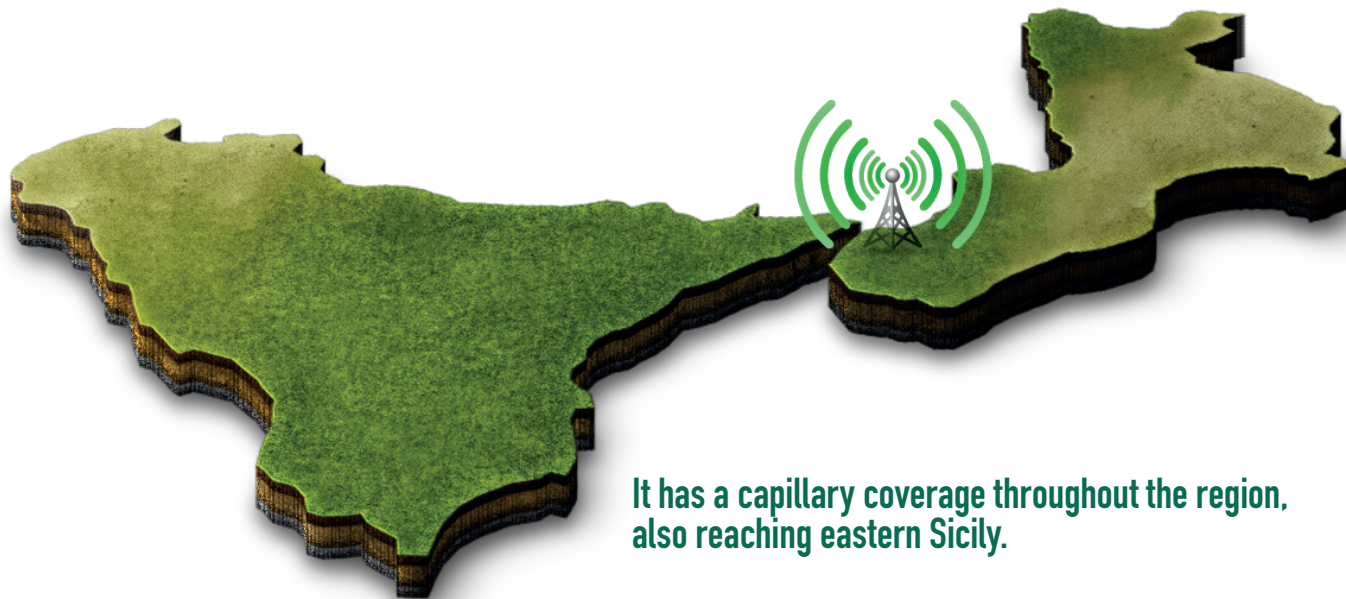 It has a capillary coverage throughout the region,
also reaching eastern Sicily.